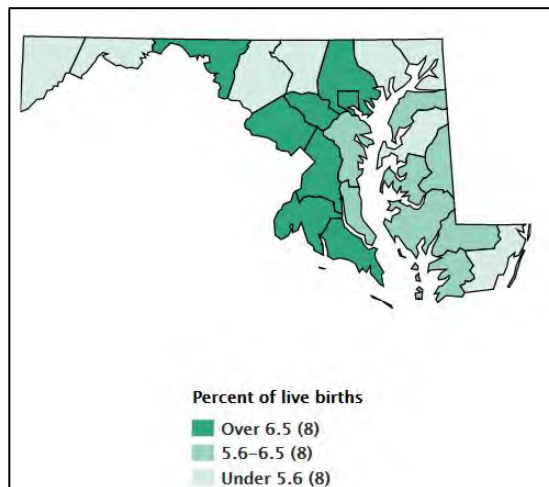 Percent of live births
Over 6.5 (8)
5.6–6.5 (8)
Under 5.6 (8)